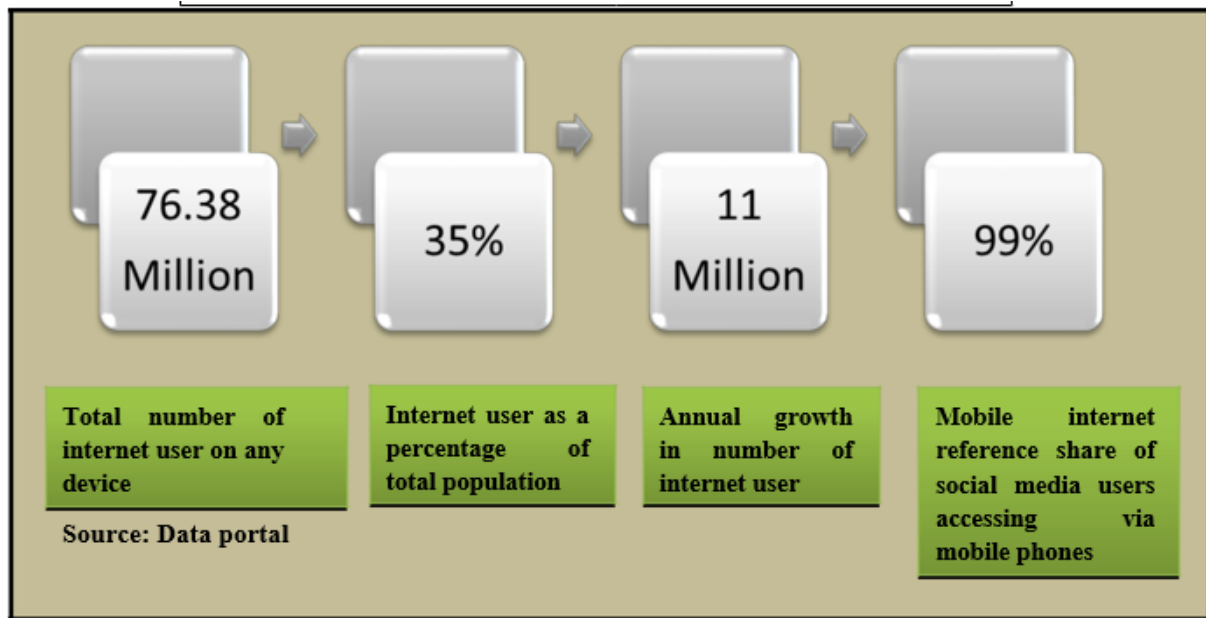 76.38
Million
35%
11
Million
99%
Total number of
internet user on any
device
Internet user as a
percentage of
total population
Annual growth
in number of
internet user
Mobile internet
reference share of
social media users
accessing via
mobile phones
Source: Data portal